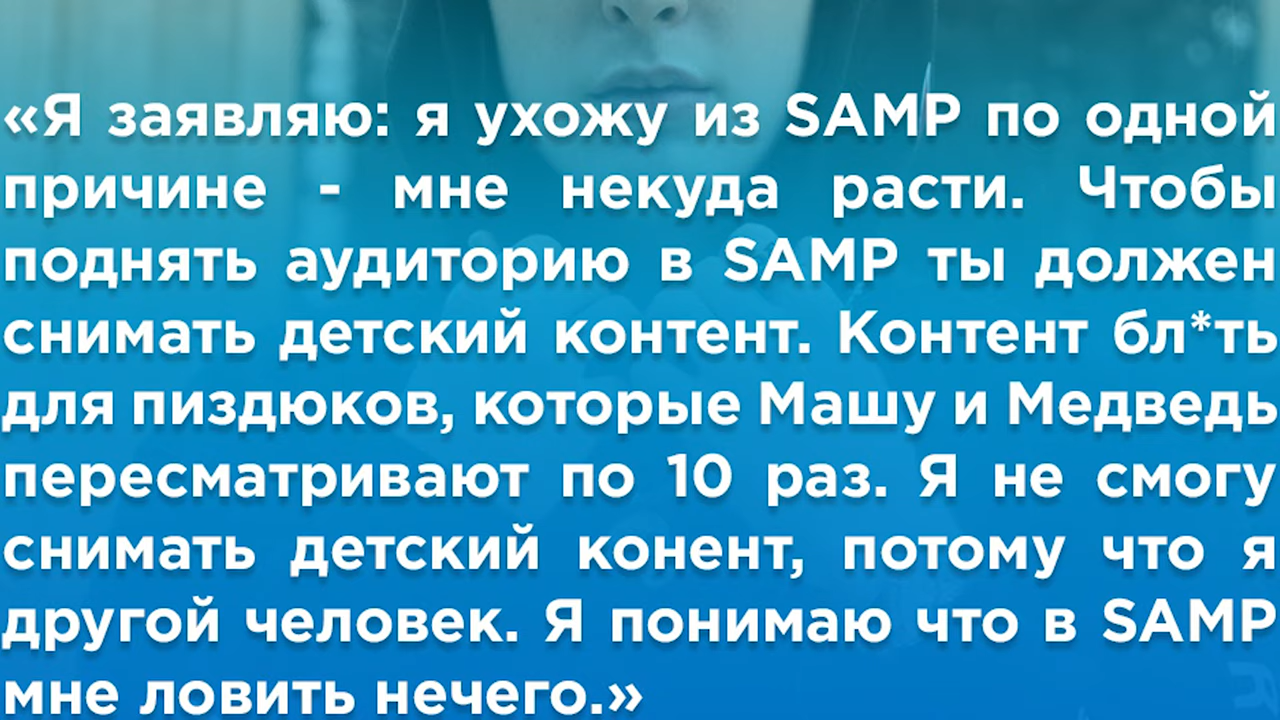 «Я заявляю: я ухожу из SAMP по одной
причине - мне некуда расти. Чтобы
поднять аудиторию в SAMP ты должен
снимать детский контент. Контент бл*ть
для пиздюков, которые Машу и Медведь
пересматривают по 10 раз. Я не смогу
снимать детский конент, потому что я
другой человек. Я понимаю что в SAMP
мне ловить нечего.»